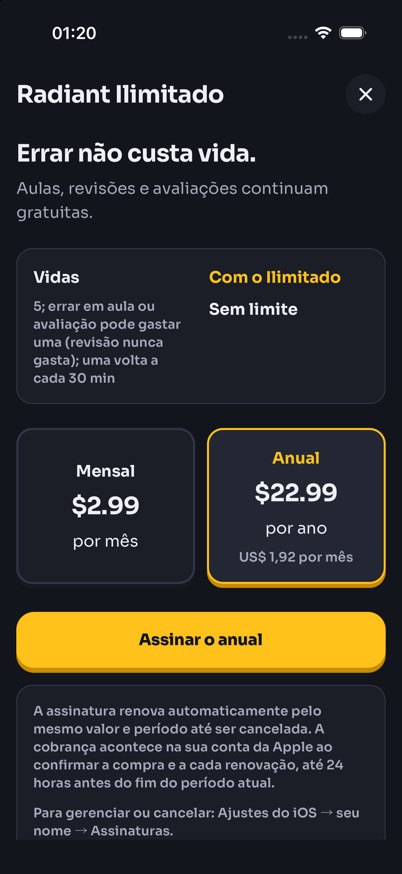 01:20
Radiant Ilimitado
Errar não custa vida.
Aulas, revisões e avaliações continuam
gratuitas.
Vidas
5; errar em aula ou
avaliação pode gastar
uma (revisão nunca
gasta); uma volta a
cada 30 min
Com o Ilimitado
Sem limite
Mensal
$2.99
por mês
Anual
$22.99
por ano
US$ 1,92 por mês
Assinar o anual
A assinatura renova automaticamente pelo
mesmo valor e período até ser cancelada. A
cobrança acontece na sua conta da Apple ao
confirmar a compra e a cada renovação, até 24
horas antes do fim do período atual.
Para gerenciar ou cancelar: Ajustes do iOS → seu
nome → Assinaturas.